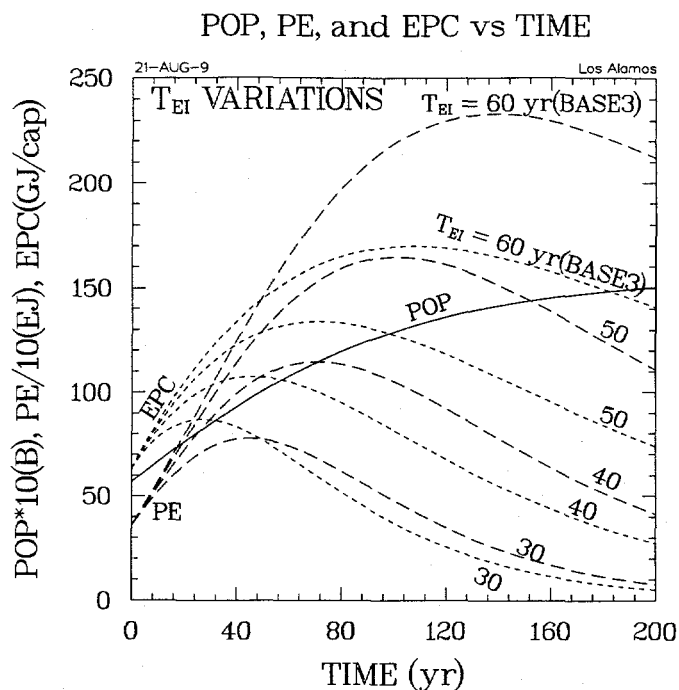 POP, PE, and EPC vs TIME
21-AUG-9
Los Alamos
T_EI VARIATIONS
T_EI = 60 yr(BASE3)
T_EI = 60 yr(BASE3)
POP
50
EPC
50
PE
40
40
30
30
250
200
150
100
50
0
POP*10(B), PE/10(EJ), EPC(GJ/cap)
0
40
80
120
160
200
TIME (yr)